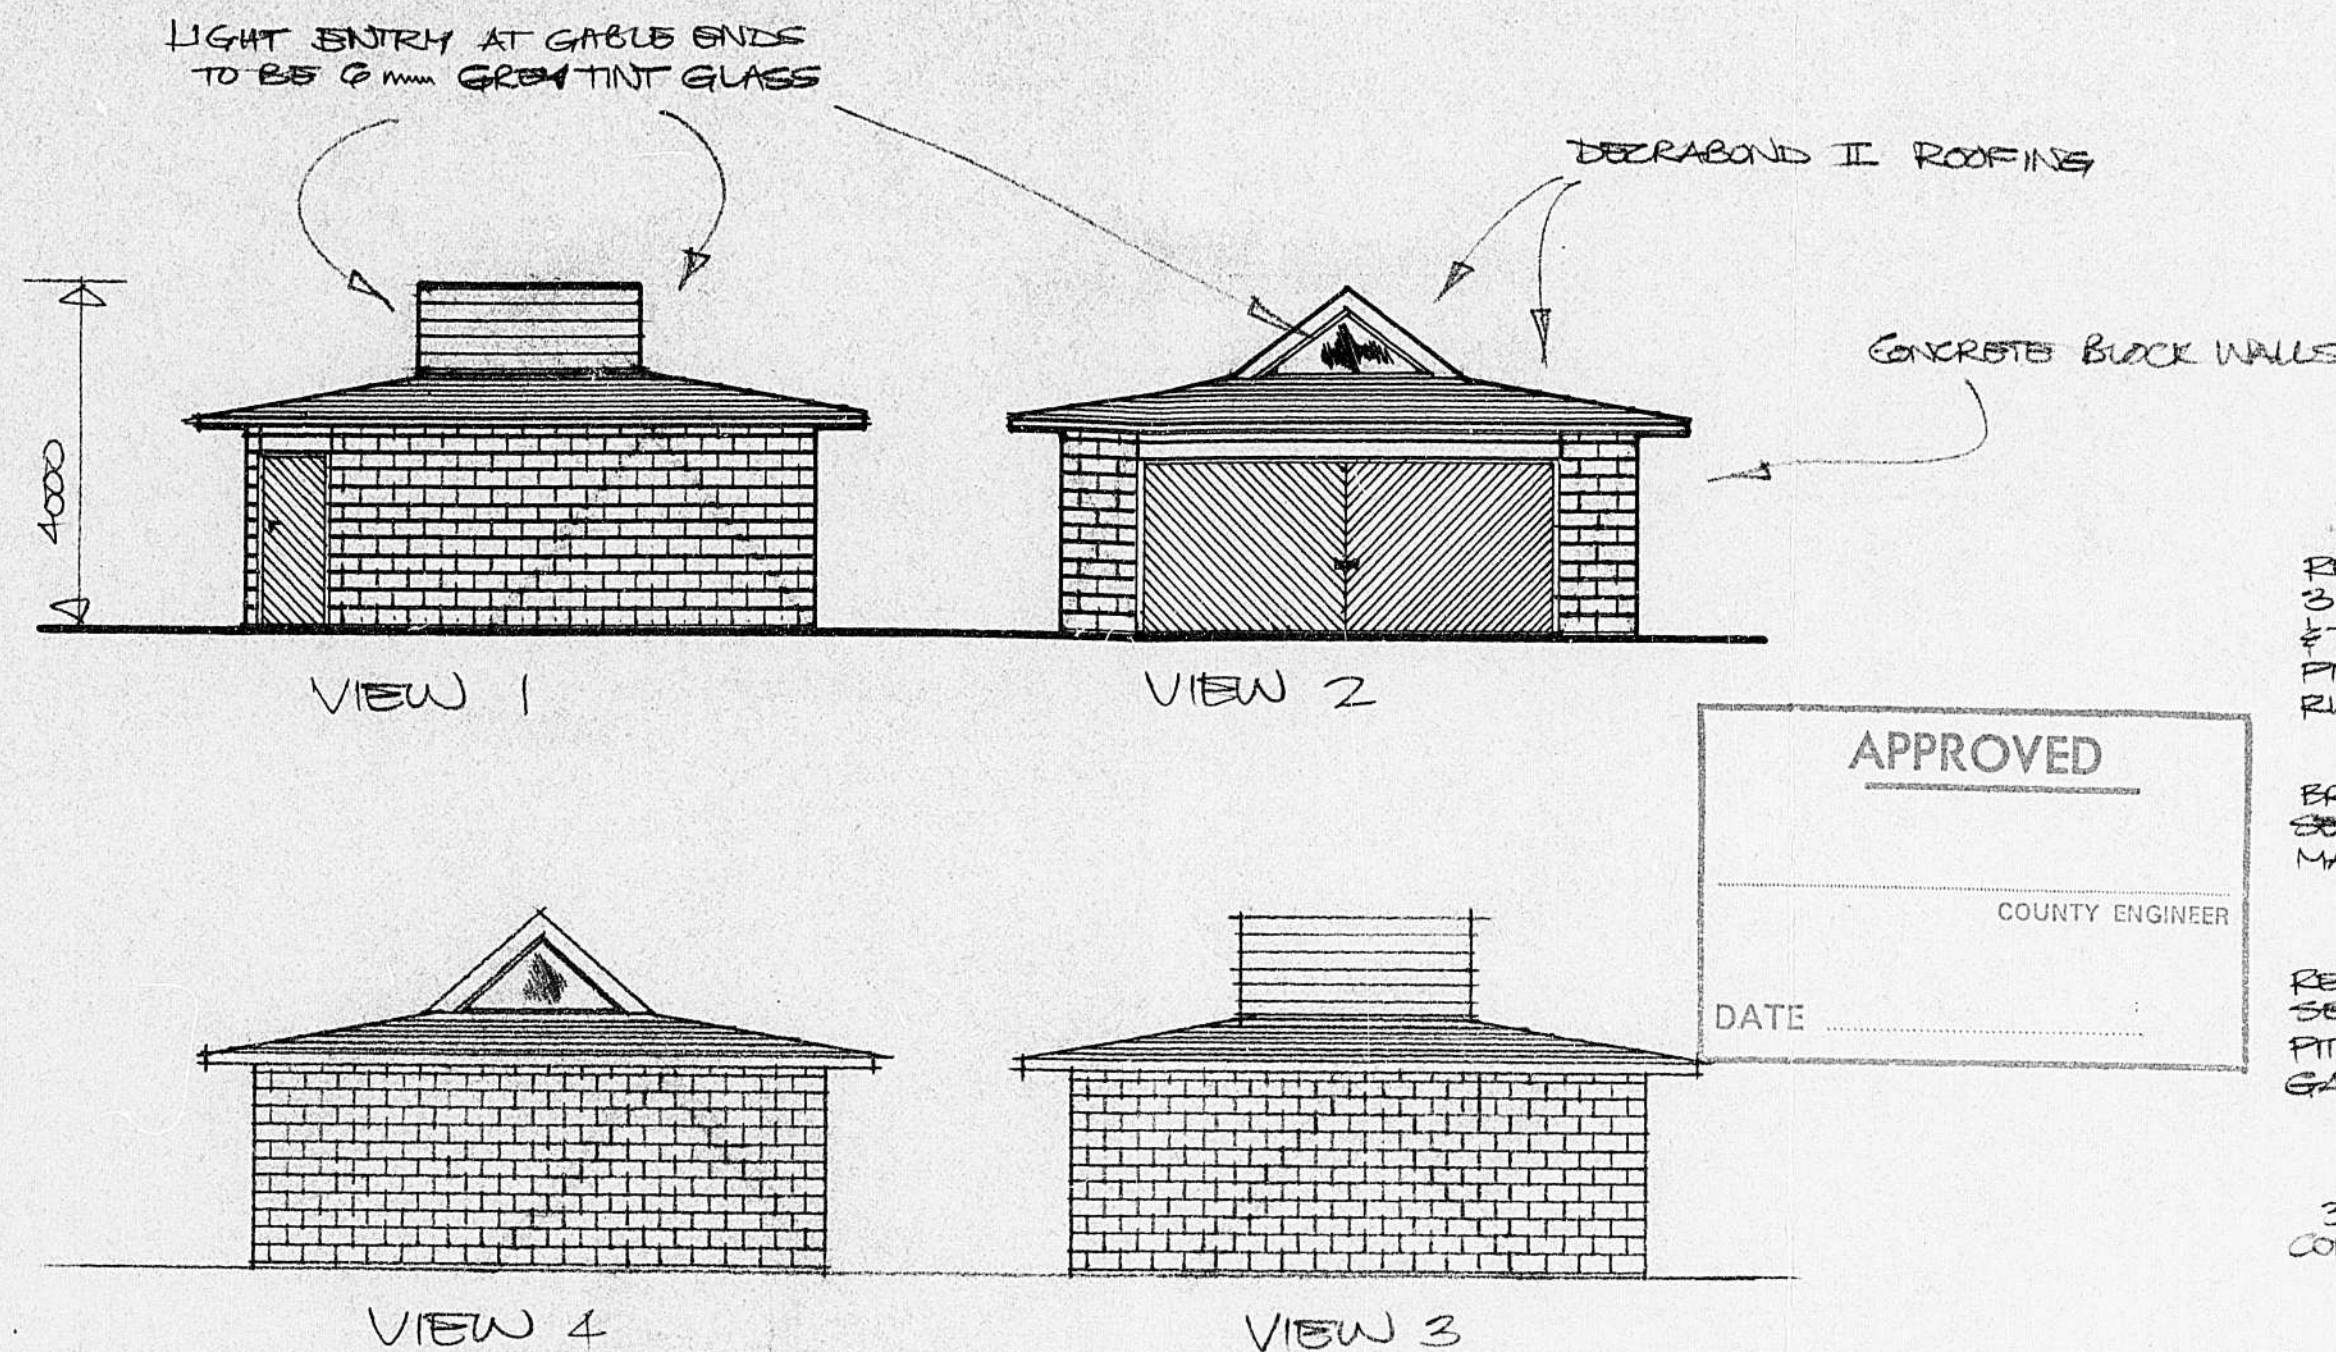 LIGHT ENTRY AT GABLE ENDS
TO BE 6 mm GREY TINT GLASS
DECRABOND II ROOFING
CONCRETE BLOCK WALLS
4000
VIEW 1
VIEW 2
APPROVED
COUNTY ENGINEER
DATE
VIEW 4
VIEW 3